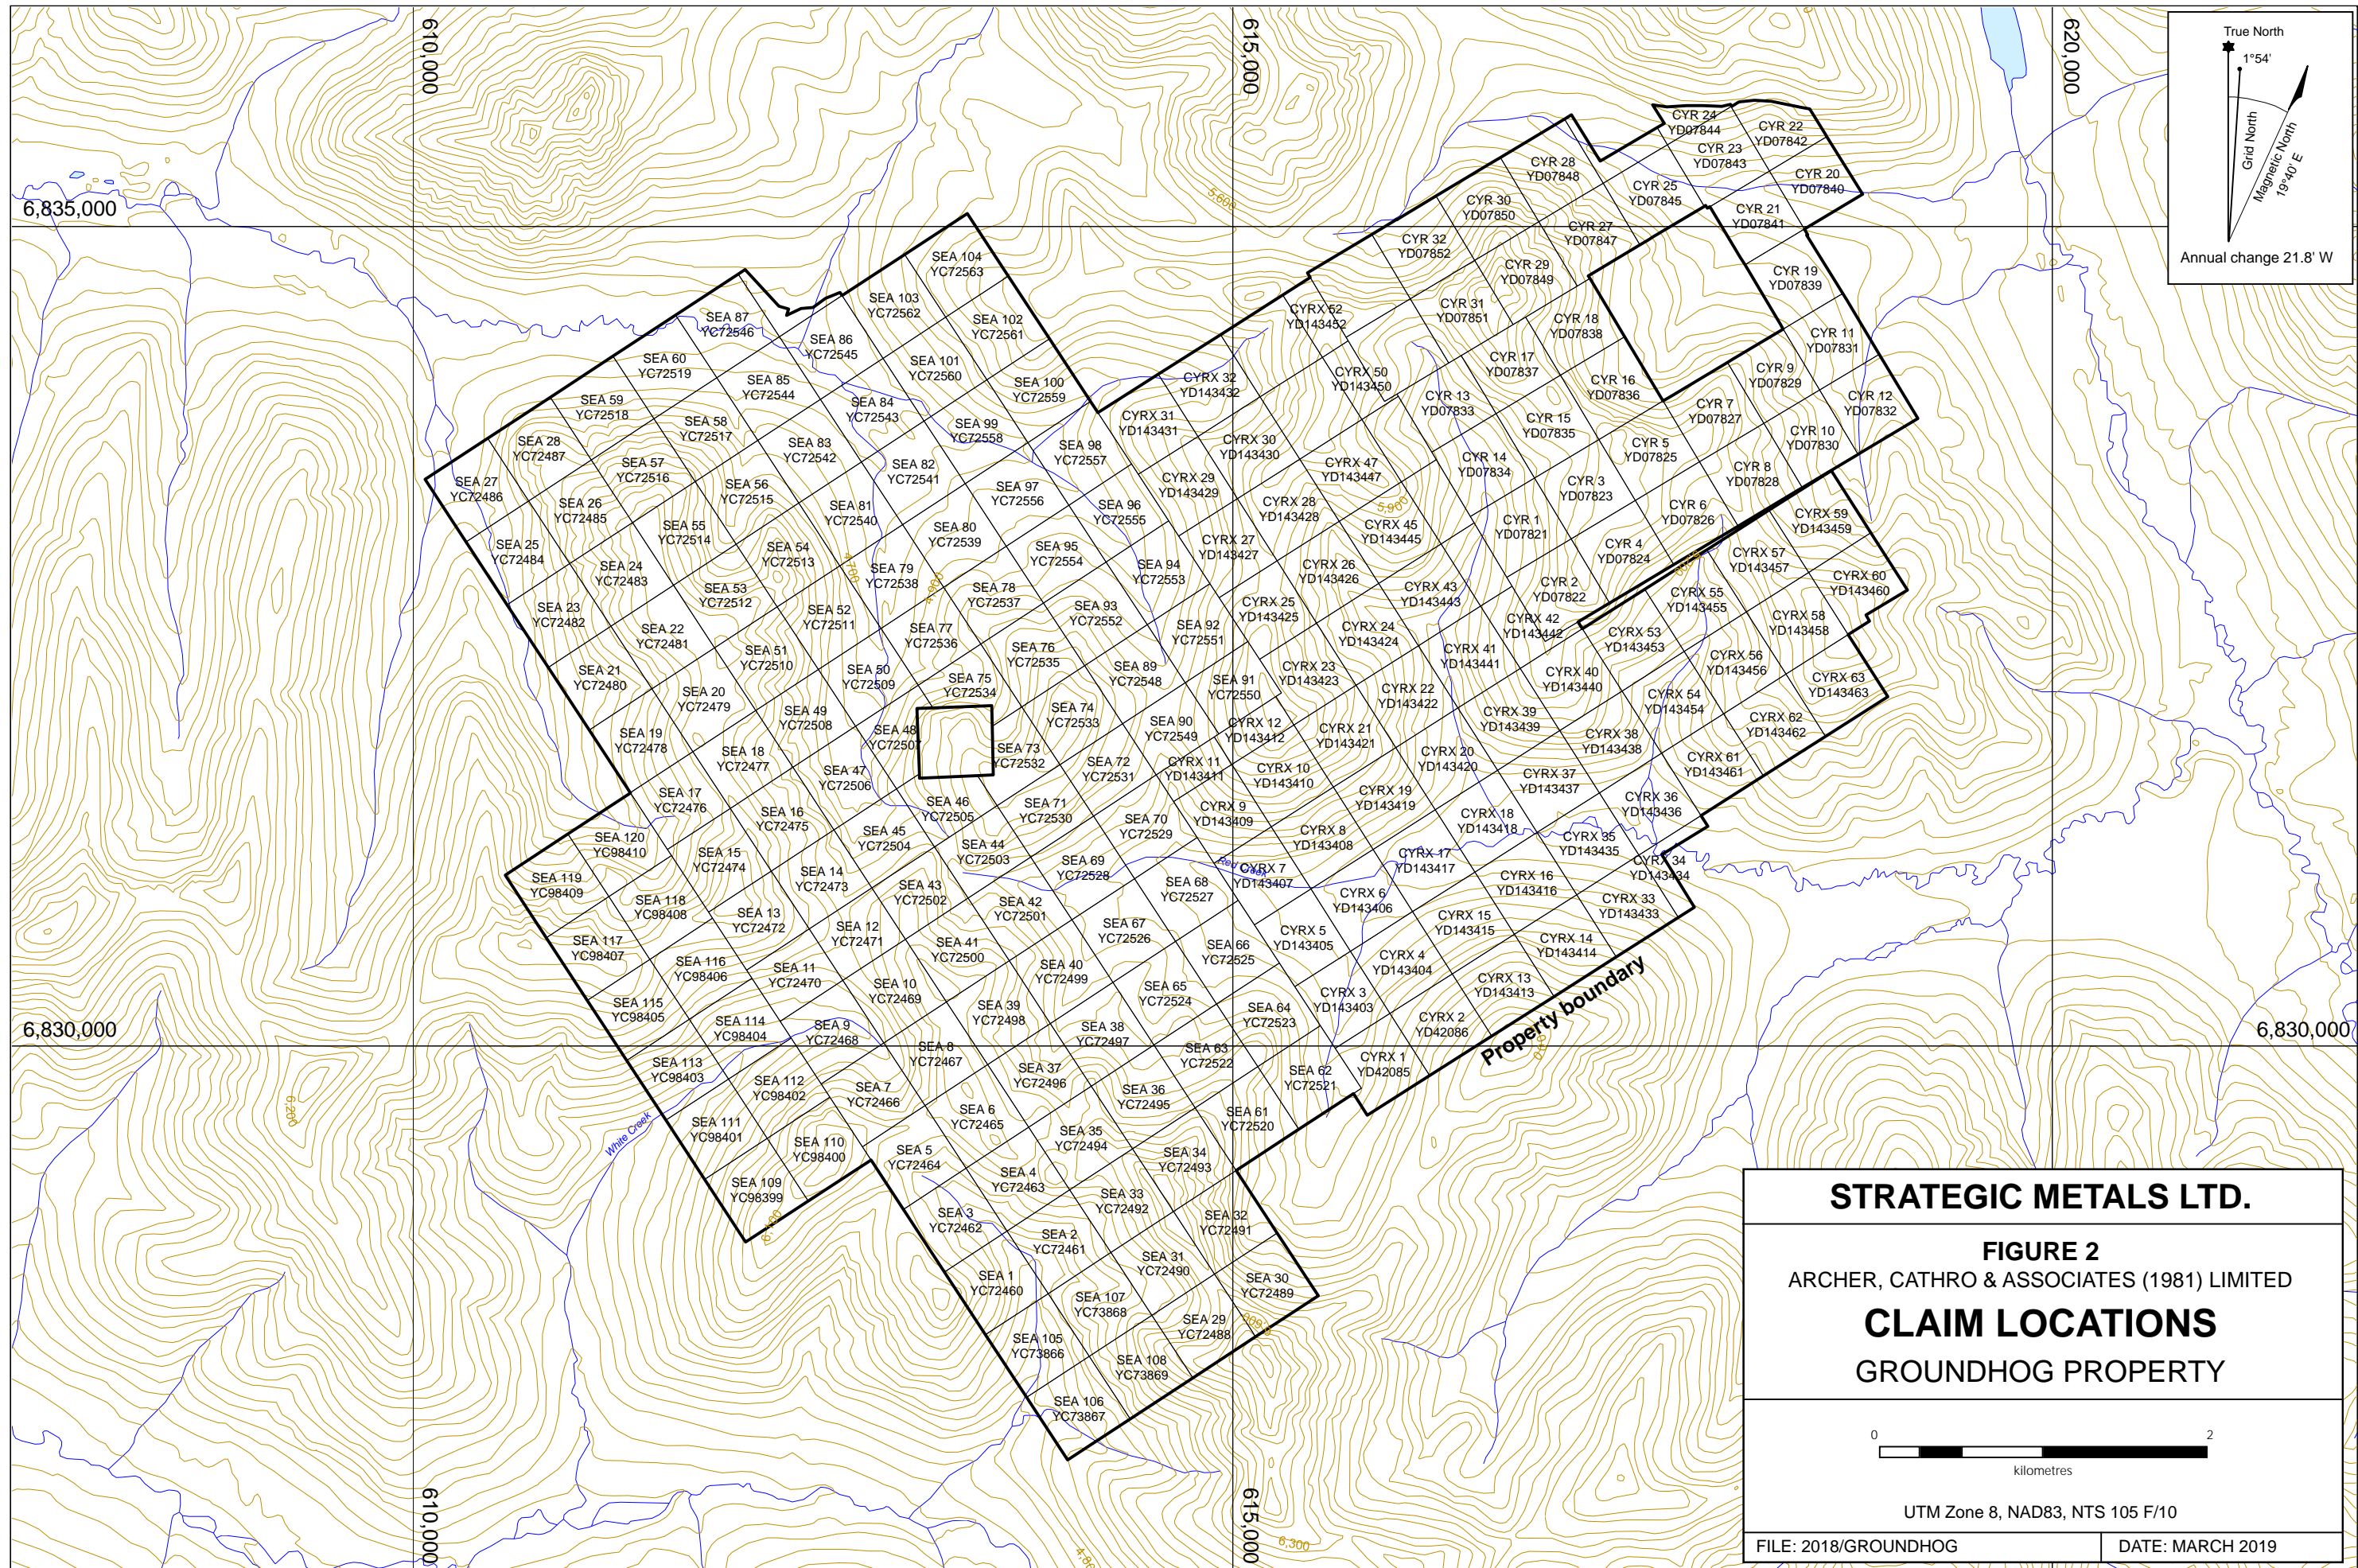 610,000
615,000
620,000
True North
1°54'
Grid North
Magnetic North
19°40' E
Annual change 21.8' W
6,835,000
5,600
CYR 24
YD07844
CYR 22
YD07842
CYR 23
YD07843
CYR 28
YD07848
CYR 20
YD07840
CYR 25
YD07845
CYR 30
YD07850
CYR 21
YD07841
CYR 27
YD07847
CYR 32
YD07852
SEA 104
YC72563
CYR 29
YD07849
CYR 19
YD07839
SEA 103
YC72562
CYR 31
YD07851
CYRX 52
YD143452
SEA 87
YC72546
SEA 102
YC72561
CYR 18
YD07838
CYR 11
YD07831
SEA 86
YC72545
SEA 60
YC72519
SEA 101
YC72560
CYR 17
YD07837
CYRX 50
YD143450
CYR 9
YD07829
SEA 85
YC72544
CYRX 32
YD143432
SEA 100
YC72559
CYR 16
YD07836
CYR 13
YD07833
CYR 12
YD07832
SEA 59
YC72518
SEA 84
YC72543
CYR 7
YD07827
SEA 58
YC72517
SEA 99
YC72558
CYRX 31
YD143431
CYR 15
YD07835
CYR 10
YD07830
SEA 28
YC72487
SEA 83
YC72542
SEA 98
YC72557
CYRX 30
YD143430
CYR 5
YD07825
SEA 57
YC72516
SEA 82
YC72541
CYRX 47
YD143447
CYR 14
YD07834
CYR 8
YD07828
SEA 27
YC72486
SEA 56
YC72515
SEA 97
YC72556
CYRX 29
YD143429
CYR 3
YD07823
SEA 26
YC72485
SEA 81
YC72540
SEA 96
YC72555
CYRX 28
YD143428
5,900
CYR 6
YD07826
CYRX 59
YD143459
SEA 55
YC72514
SEA 80
YC72539
CYRX 45
YD143445
CYR 1
YD07821
SEA 25
YC72484
SEA 54
YC72513
SEA 95
YC72554
CYRX 27
YD143427
CYR 4
YD07824
CYRX 57
YD143457
SEA 24
YC72483
4,700
SEA 79
YC72538
SEA 94
YC72553
CYRX 26
YD143426
CYR 2
YD07822
CYRX 60
YD143460
SEA 53
YC72512
SEA 78
YC72537
CYRX 43
YD143443
CYRX 55
YD143455
SEA 23
YC72482
SEA 52
YC72511
SEA 93
YC72552
CYRX 25
YD143425
CYRX 42
YD143442
CYRX 58
YD143458
SEA 22
YC72481
SEA 77
YC72536
SEA 92
YC72551
CYRX 24
YD143424
CYRX 53
YD143453
SEA 51
YC72510
SEA 76
YC72535
CYRX 41
YD143441
CYRX 56
YD143456
SEA 21
YC72480
SEA 50
YC72509
SEA 89
YC72548
CYRX 23
YD143423
CYRX 40
YD143440
CYRX 63
YD143463
SEA 20
YC72479
SEA 75
YC72534
SEA 91
YC72550
CYRX 22
YD143422
CYRX 54
YD143454
SEA 49
YC72508
SEA 74
YC72533
CYRX 39
YD143439
CYRX 62
YD143462
SEA 19
YC72478
SEA 48
YC72507
SEA 90
YC72549
CYRX 12
YD143412
CYRX 21
YD143421
CYRX 38
YD143438
SEA 18
YC72477
SEA 73
YC72532
CYRX 20
YD143420
CYRX 61
YD143461
SEA 47
YC72506
SEA 72
YC72531
CYRX 11
YD143411
CYRX 10
YD143410
CYRX 37
YD143437
SEA 17
YC72476
SEA 46
YC72505
SEA 71
YC72530
CYRX 9
YD143409
CYRX 19
YD143419
CYRX 36
YD143436
SEA 16
YC72475
SEA 45
YC72504
SEA 70
YC72529
CYRX 8
YD143408
CYRX 18
YD143418
CYRX 35
YD143435
SEA 120
YC98410
SEA 15
YC72474
SEA 44
YC72503
SEA 69
YC72528
CYRX 7
YD143407
CYRX 17
YD143417
CYRX 34
YD143434
SEA 119
YC98409
SEA 14
YC72473
SEA 43
YC72502
SEA 68
YC72527
CYRX 6
YD143406
CYRX 16
YD143416
SEA 118
YC98408
SEA 13
YC72472
SEA 42
YC72501
CYRX 33
YD143433
SEA 12
YC72471
SEA 67
YC72526
CYRX 5
YD143405
CYRX 15
YD143415
SEA 117
YC98407
SEA 41
YC72500
SEA 66
YC72525
CYRX 14
YD143414
SEA 116
YC98406
SEA 11
YC72470
SEA 40
YC72499
CYRX 4
YD143404
SEA 10
YC72469
SEA 65
YC72524
CYRX 13
YD143413
SEA 115
YC98405
SEA 39
YC72498
CYRX 3
YD143403
Property boundary
6,830,000
SEA 114
YC98404
SEA 9
YC72468
SEA 38
YC72497
SEA 64
YC72523
CYRX 2
YD42086
6,830,000
SEA 8
YC72467
SEA 63
YC72522
SEA 113
YC98403
SEA 37
YC72496
CYRX 1
YD42085
SEA 62
YC72521
SEA 112
YC98402
SEA 7
YC72466
SEA 36
YC72495
6,200
SEA 6
YC72465
SEA 61
YC72520
White Creek
SEA 111
YC98401
SEA 35
YC72494
SEA 110
YC98400
SEA 5
YC72464
SEA 34
YC72493
SEA 109
YC98399
SEA 4
YC72463
SEA 33
YC72492
SEA 3
YC72462
SEA 32
YC72491
SEA 2
YC72461
SEA 31
YC72490
SEA 1
YC72460
SEA 30
YC72489
SEA 107
YC73868
SEA 29
YC72488
SEA 105
YC73866
SEA 108
YC73869
SEA 106
YC73867
6,300
610,000
615,000
STRATEGIC METALS LTD.
FIGURE 2
ARCHER, CATHRO & ASSOCIATES (1981) LIMITED
CLAIM LOCATIONS
GROUNDHOG PROPERTY
0 2
kilometres
UTM Zone 8, NAD83, NTS 105 F/10
FILE: 2018/GROUNDHOG
DATE: MARCH 2019